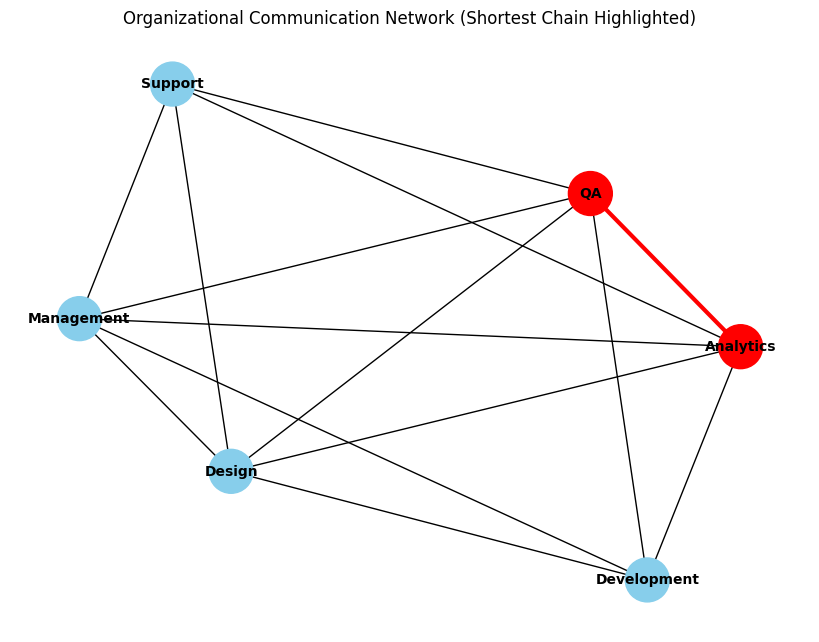 Organizational Communication Network (Shortest Chain Highlighted)
Support
QA
Management
Analytics
Design
Development